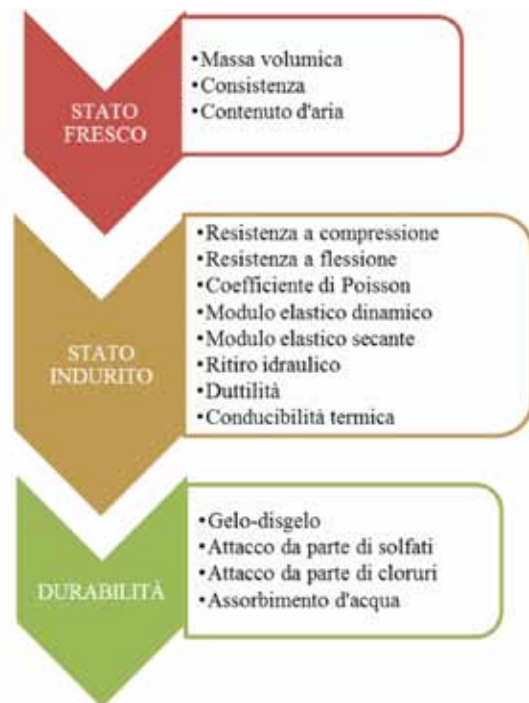 STATO
FRESCO
•Massa volumica
•Consistenza
•Contenuto d'aria
STATO
INDURITO
•Resistenza a compressione
•Resistenza a flessione
•Coefficiente di Poisson
•Modulo elastico dinamico
•Modulo elastico secante
•Ritiro idraulico
•Duttilità
•Conducibilità termica
DURABILITÀ
•Gelo-disgelo
•Attacco da parte di solfati
•Attacco da parte di cloruri
•Assorbimento d'acqua